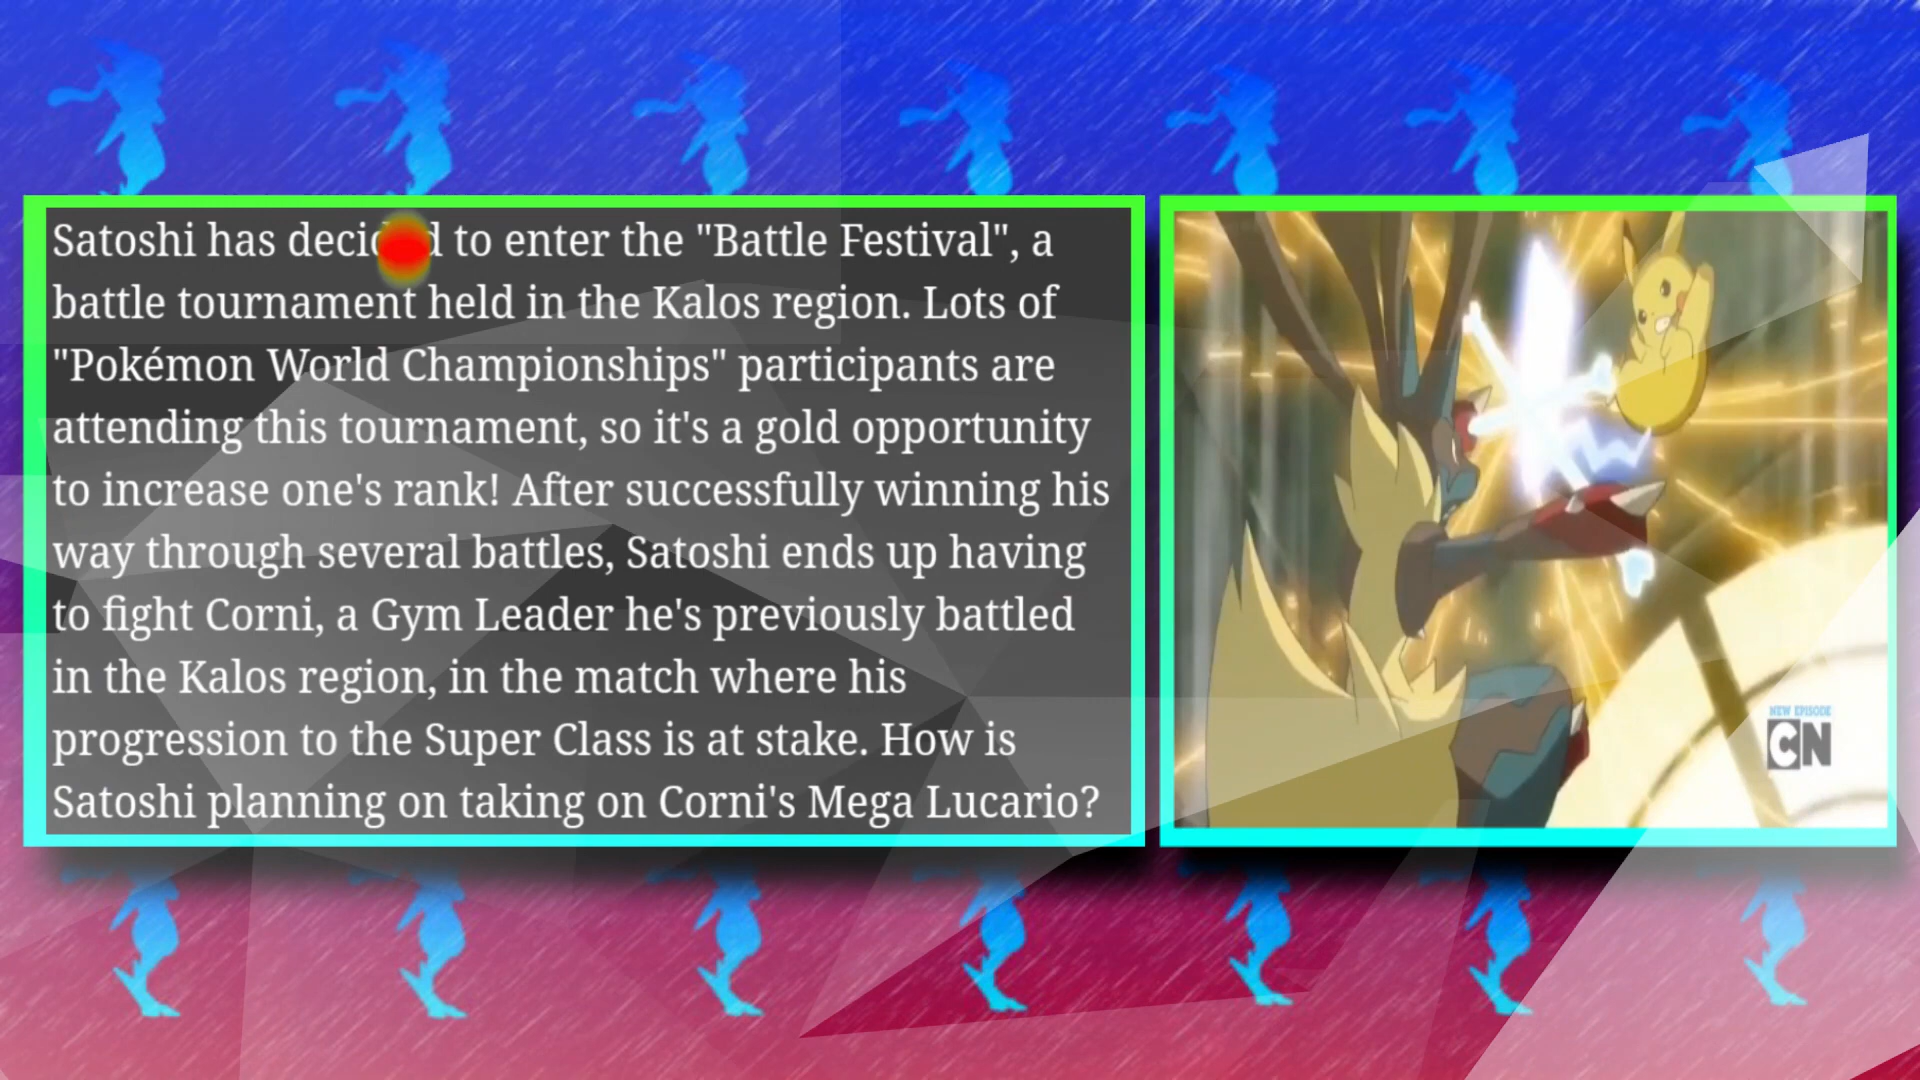 Satoshi has decided to enter the "Battle Festival", a
battle tournament held in the Kalos region. Lots of
"Pokémon World Championships" participants are
attending this tournament, so it's a gold opportunity
to increase one's rank! After successfully winning his
way through several battles, Satoshi ends up having
to fight Corni, a Gym Leader he's previously battled
in the Kalos region, in the match where his
progression to the Super Class is at stake. How is
Satoshi planning on taking on Corni's Mega Lucario?
NEW EPISODE
CN